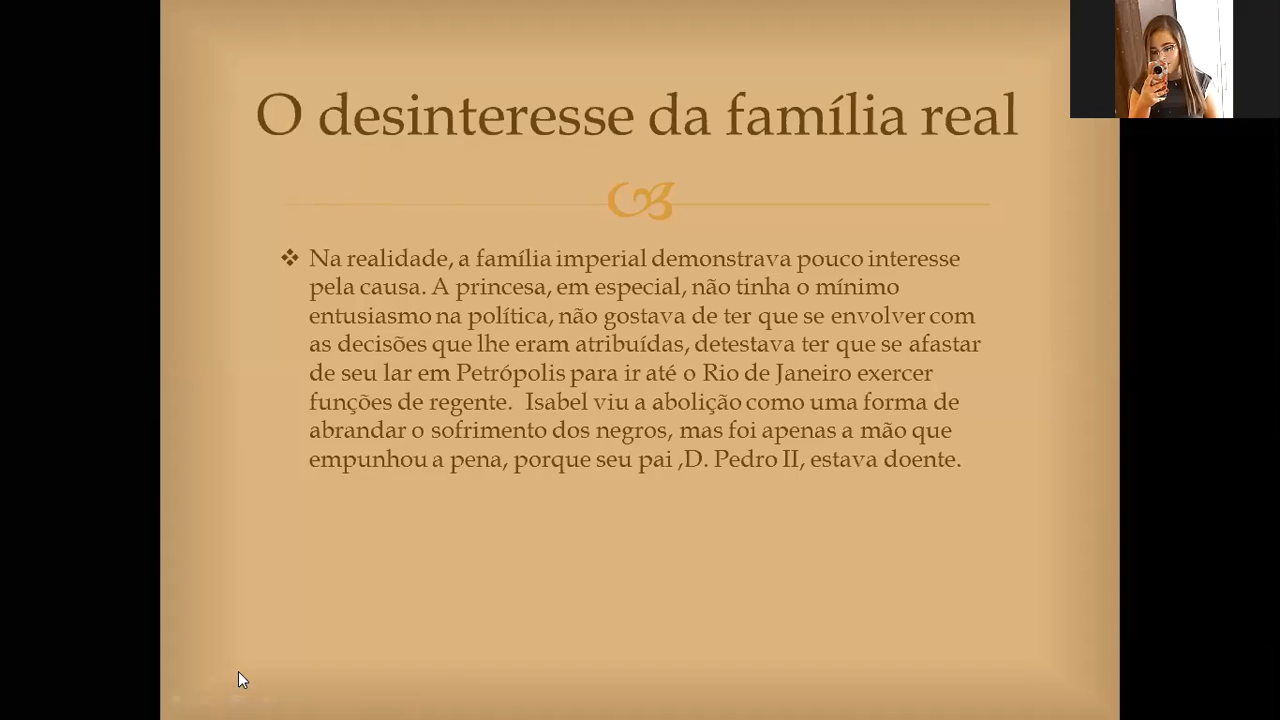 O desinteresse da família real
Na realidade, a família imperial demonstrava pouco interesse
pela causa. A princesa, em especial, não tinha o mínimo
entusiasmo na política, não gostava de ter que se envolver com
as decisões que lhe eram atribuídas, detestava ter que se afastar
de seu lar em Petrópolis para ir até o Rio de Janeiro exercer
funções de regente.  Isabel viu a abolição como uma forma de
abrandar o sofrimento dos negros, mas foi apenas a mão que
empunhou a pena, porque seu pai ,D. Pedro II, estava doente.